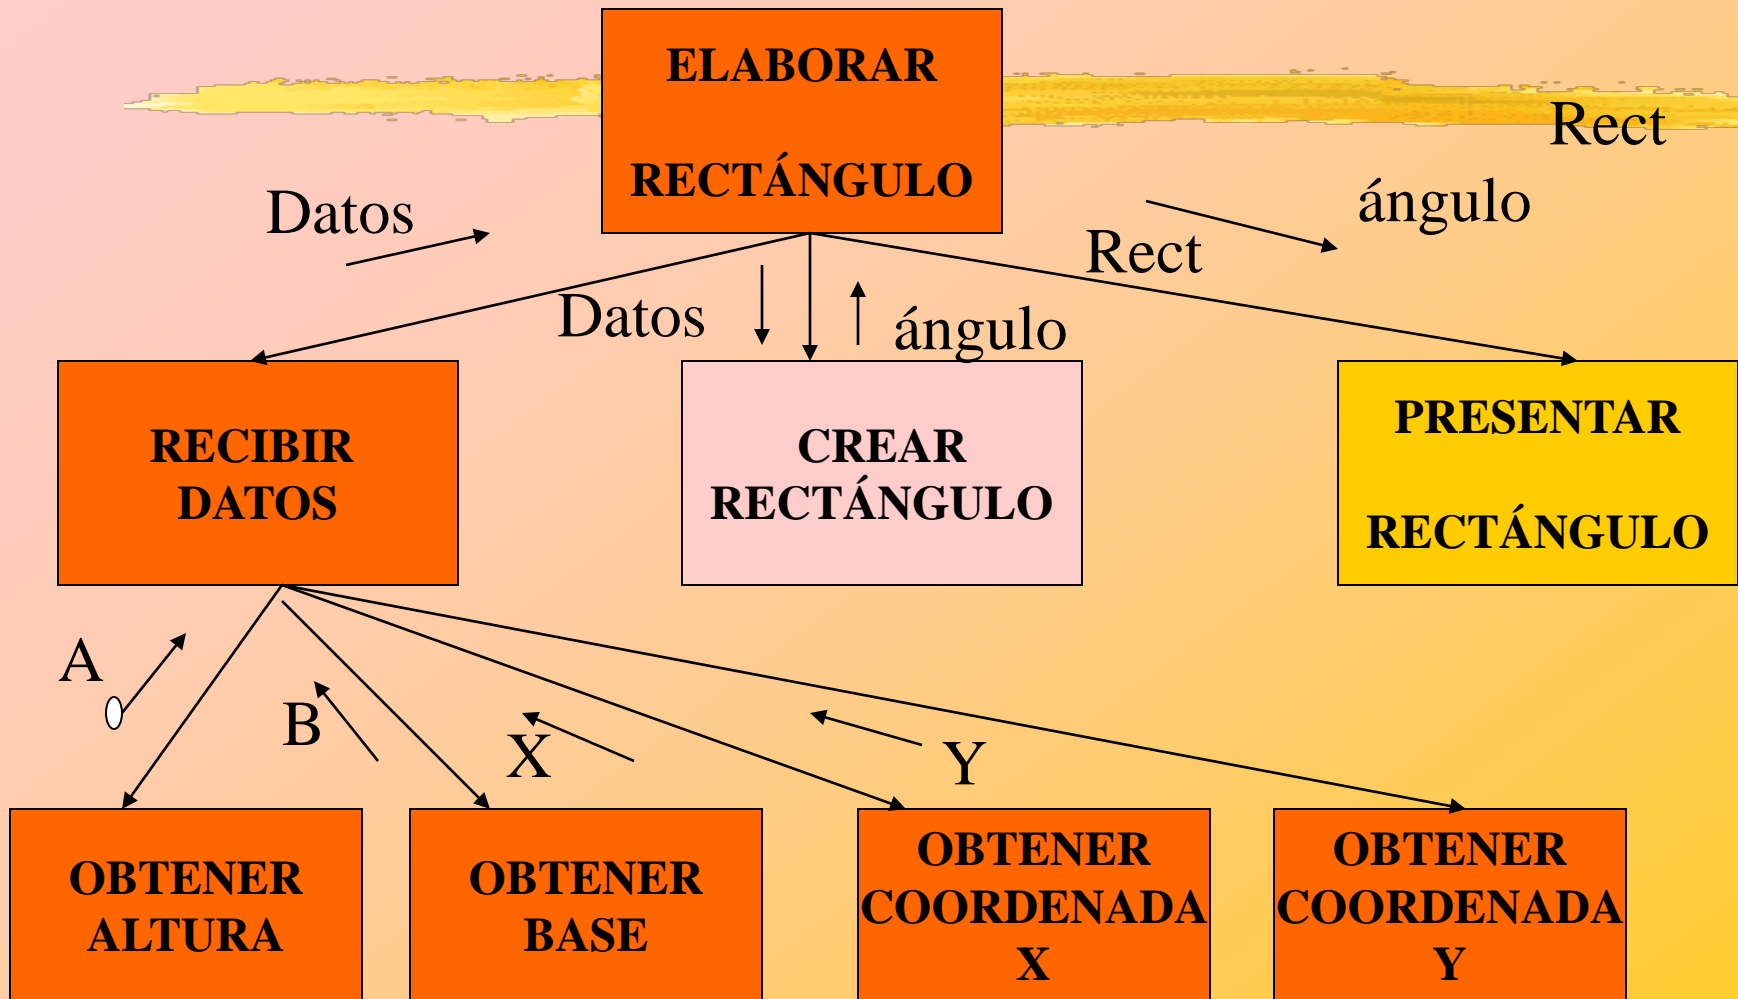 ELABORAR
RECTÁNGULO
Rect
ángulo
Datos
Rect
Datos
ángulo
RECIBIR
DATOS
CREAR
RECTÁNGULO
PRESENTAR
RECTÁNGULO
A
B
X
Y
OBTENER
ALTURA
OBTENER
BASE
OBTENER
COORDENADA
X
OBTENER
COORDENADA
Y